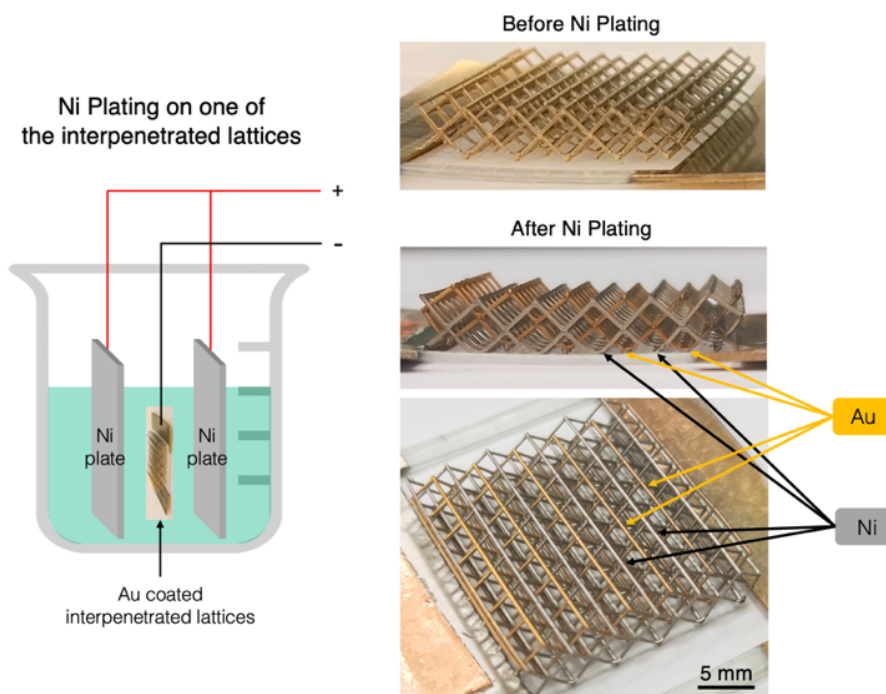 Ni Plating on one of
the interpenetrated lattices
+
-
Ni
plate
Ni
plate
Au coated
interpenetrated lattices
Before Ni Plating
After Ni Plating
Au
Ni
5 mm